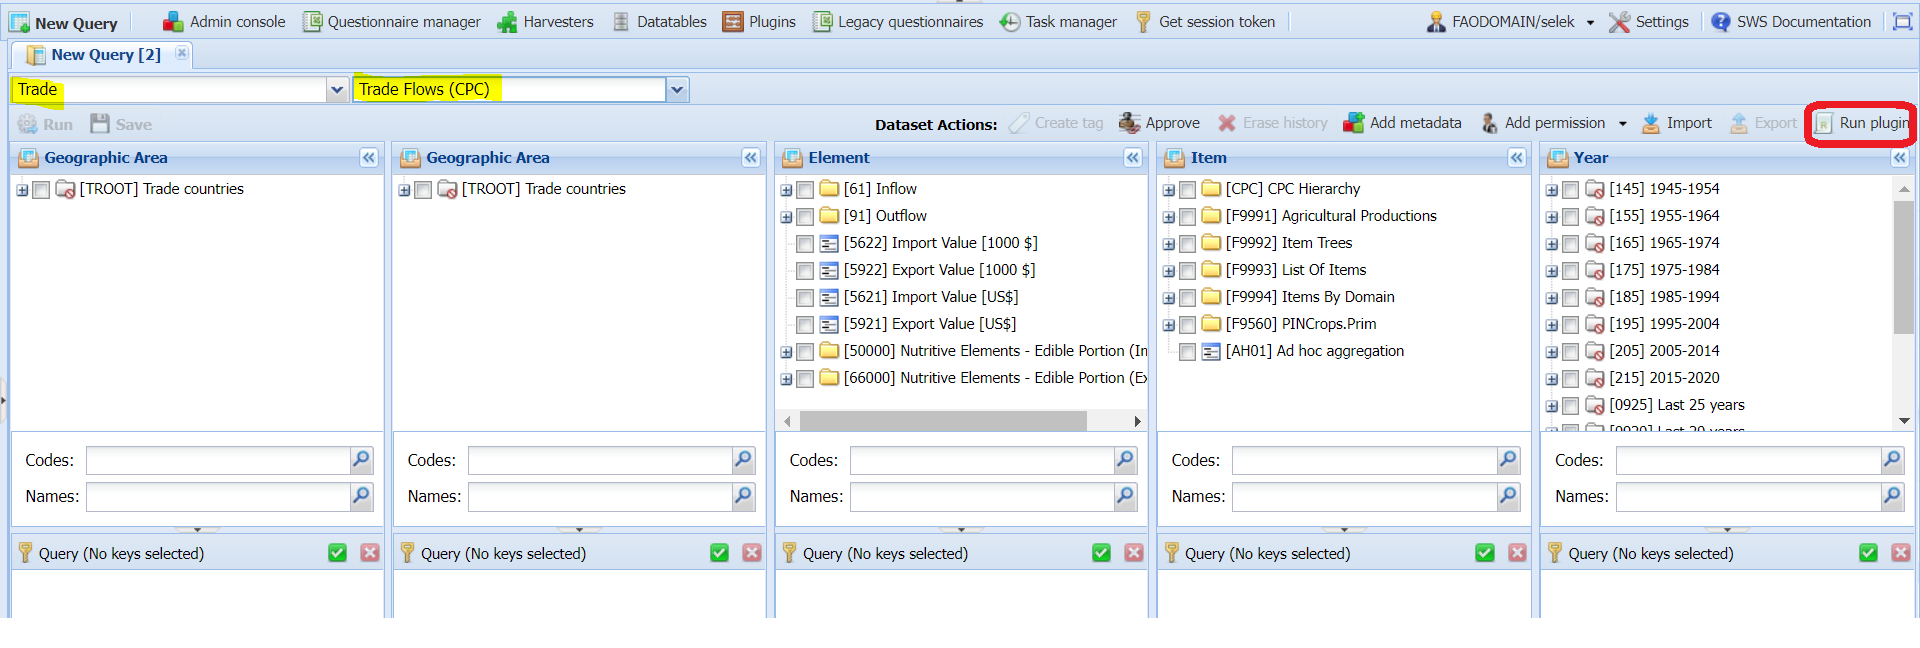 New Query Admin console Questionnaire manager Harvesters Datatables Plugins Legacy questionnaires Task manager Get session token FAODOMAIN/selek Settings SWS Documentation
New Query [2]
Trade Trade Flows (CPC)
Run Save Dataset Actions: Create tag Approve Erase history Add metadata Add permission Import Export Run plugin
Geographic Area
[TROOT] Trade countries
Codes:
Names:
Query (No keys selected)
Geographic Area
[TROOT] Trade countries
Codes:
Names:
Query (No keys selected)
Element
[61] Inflow
[91] Outflow
[5622] Import Value [1000 $]
[5922] Export Value [1000 $]
[5621] Import Value [US$]
[5921] Export Value [US$]
[50000] Nutritive Elements - Edible Portion (In
[66000] Nutritive Elements - Edible Portion (Ex
Codes:
Names:
Query (No keys selected)
Item
[CPC] CPC Hierarchy
[F9991] Agricultural Productions
[F9992] Item Trees
[F9993] List Of Items
[F9994] Items By Domain
[F9560] PINCrops.Prim
[AH01] Ad hoc aggregation
Codes:
Names:
Query (No keys selected)
Year
[145] 1945-1954
[155] 1955-1964
[165] 1965-1974
[175] 1975-1984
[185] 1985-1994
[195] 1995-2004
[205] 2005-2014
[215] 2015-2020
[0925] Last 25 years
[0920] Last 20 years
Codes:
Names:
Query (No keys selected)